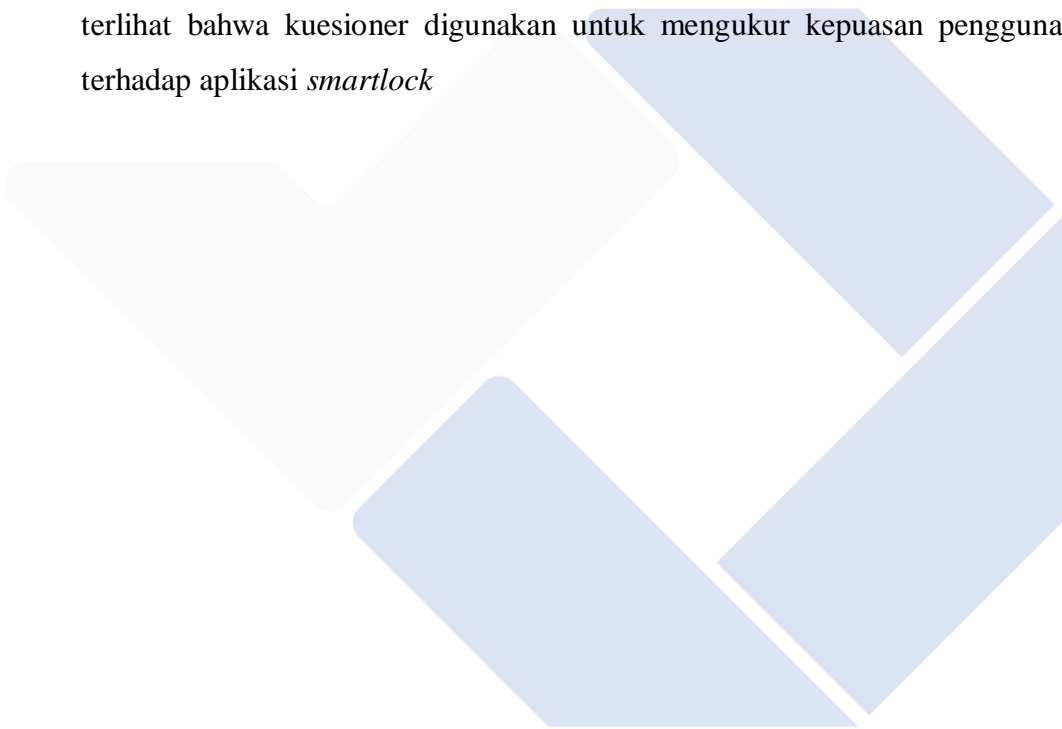 terlihat bahwa kuesioner digunakan untuk mengukur kepuasan pengguna
terhadap aplikasi smartlock